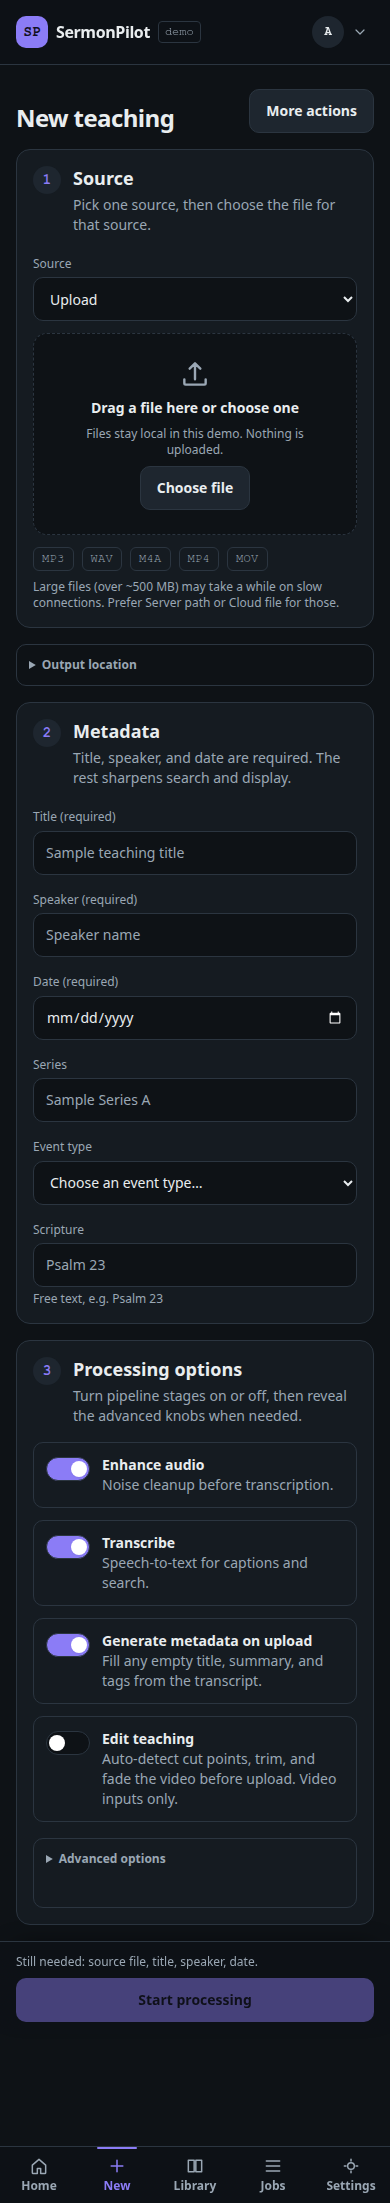 SP SermonPilot demo A
New teaching
More actions
1 Source
Pick one source, then choose the file for
that source.
Source
Upload
Drag a file here or choose one
Files stay local in this demo. Nothing is
uploaded.
Choose file
MP3 WAV M4A MP4 MOV
Large files (over ~500 MB) may take a while on slow
connections. Prefer Server path or Cloud file for those.
Output location
2 Metadata
Title, speaker, and date are required. The
rest sharpens search and display.
Title (required)
Sample teaching title
Speaker (required)
Speaker name
Date (required)
mm/dd/yyyy
Series
Sample Series A
Event type
Choose an event type...
Scripture
Psalm 23
Free text, e.g. Psalm 23
3 Processing options
Turn pipeline stages on or off, then reveal
the advanced knobs when needed.
Enhance audio
Noise cleanup before transcription.
Transcribe
Speech-to-text for captions and
search.
Generate metadata on upload
Fill any empty title, summary, and
tags from the transcript.
Edit teaching
Auto-detect cut points, trim, and
fade the video before upload. Video
inputs only.
Advanced options
Still needed: source file, title, speaker, date.
Start processing
Home New Library Jobs Settings